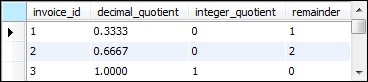 invoice_id decimal_quotient integer_quotient remainder
1 0.3333 0 1
2 0.6667 0 2
3 1.0000 1 0